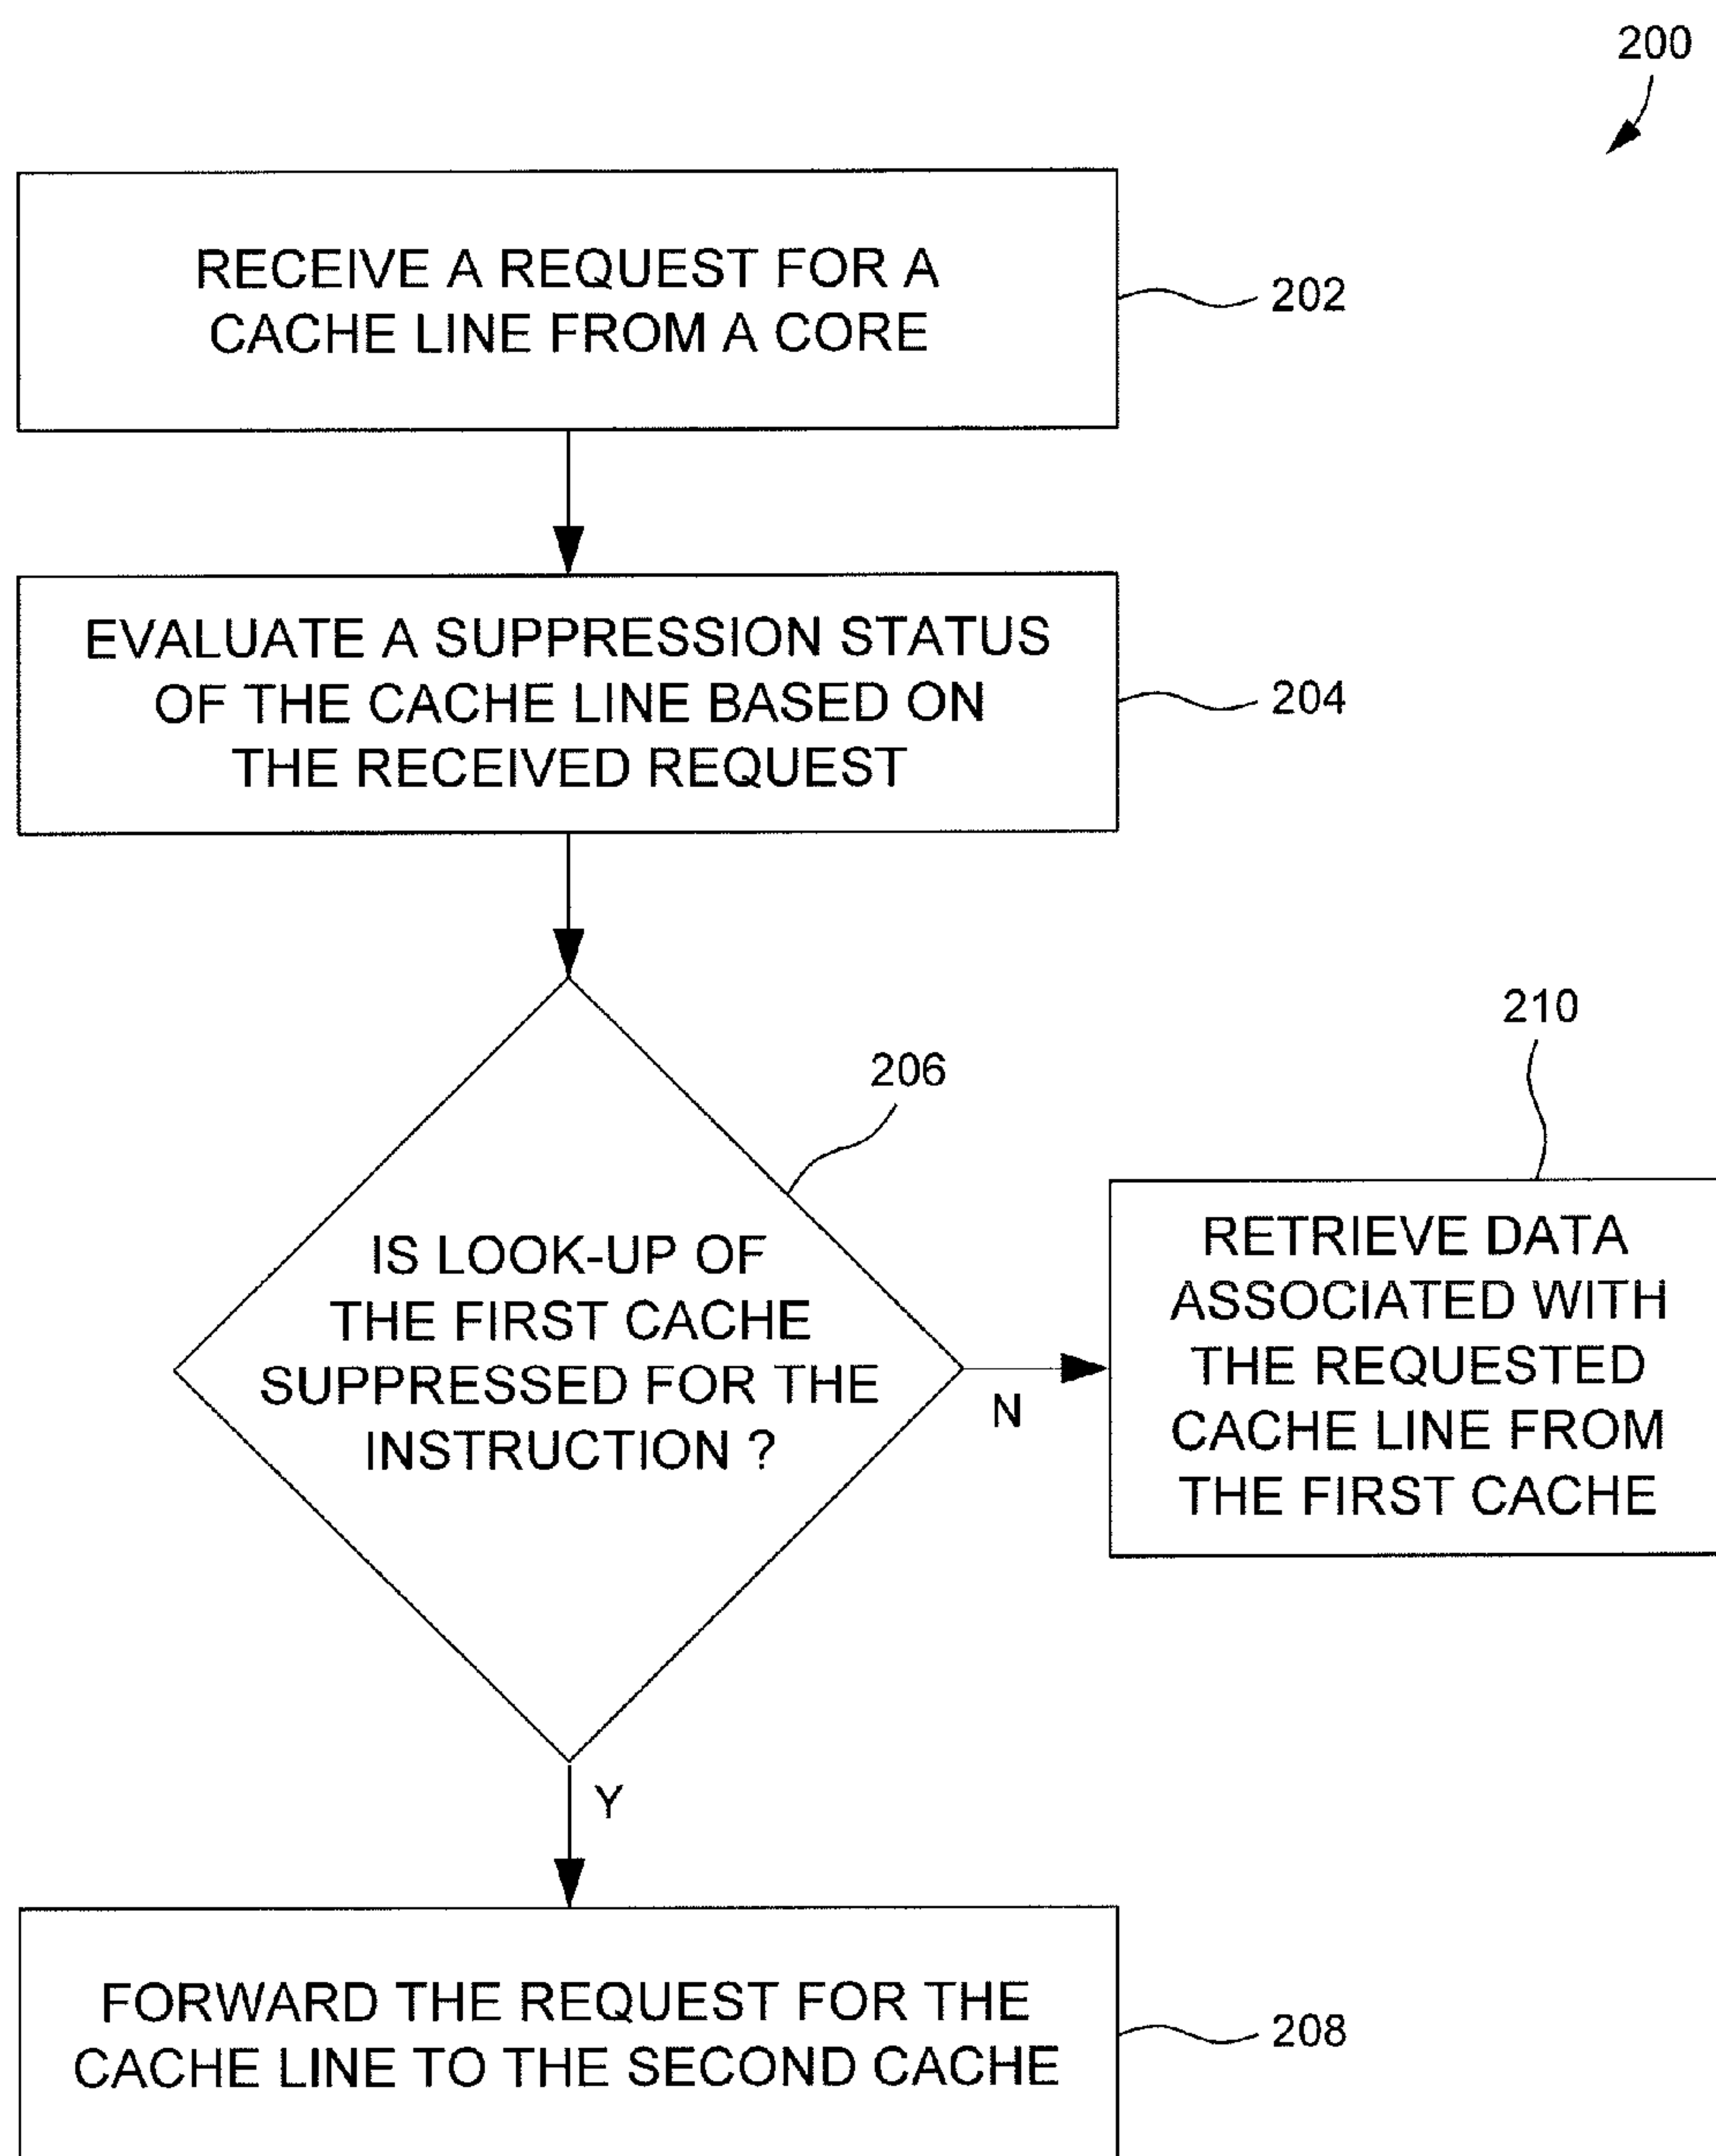 200
RECEIVE A REQUEST FOR A
CACHE LINE FROM A CORE
202
EVALUATE A SUPPRESSION STATUS
OF THE CACHE LINE BASED ON
THE RECEIVED REQUEST
204
206
IS LOOK-UP OF
THE FIRST CACHE
SUPPRESSED FOR THE
INSTRUCTION ?
N
210
RETRIEVE DATA
ASSOCIATED WITH
THE REQUESTED
CACHE LINE FROM
THE FIRST CACHE
Y
FORWARD THE REQUEST FOR THE
CACHE LINE TO THE SECOND CACHE
208